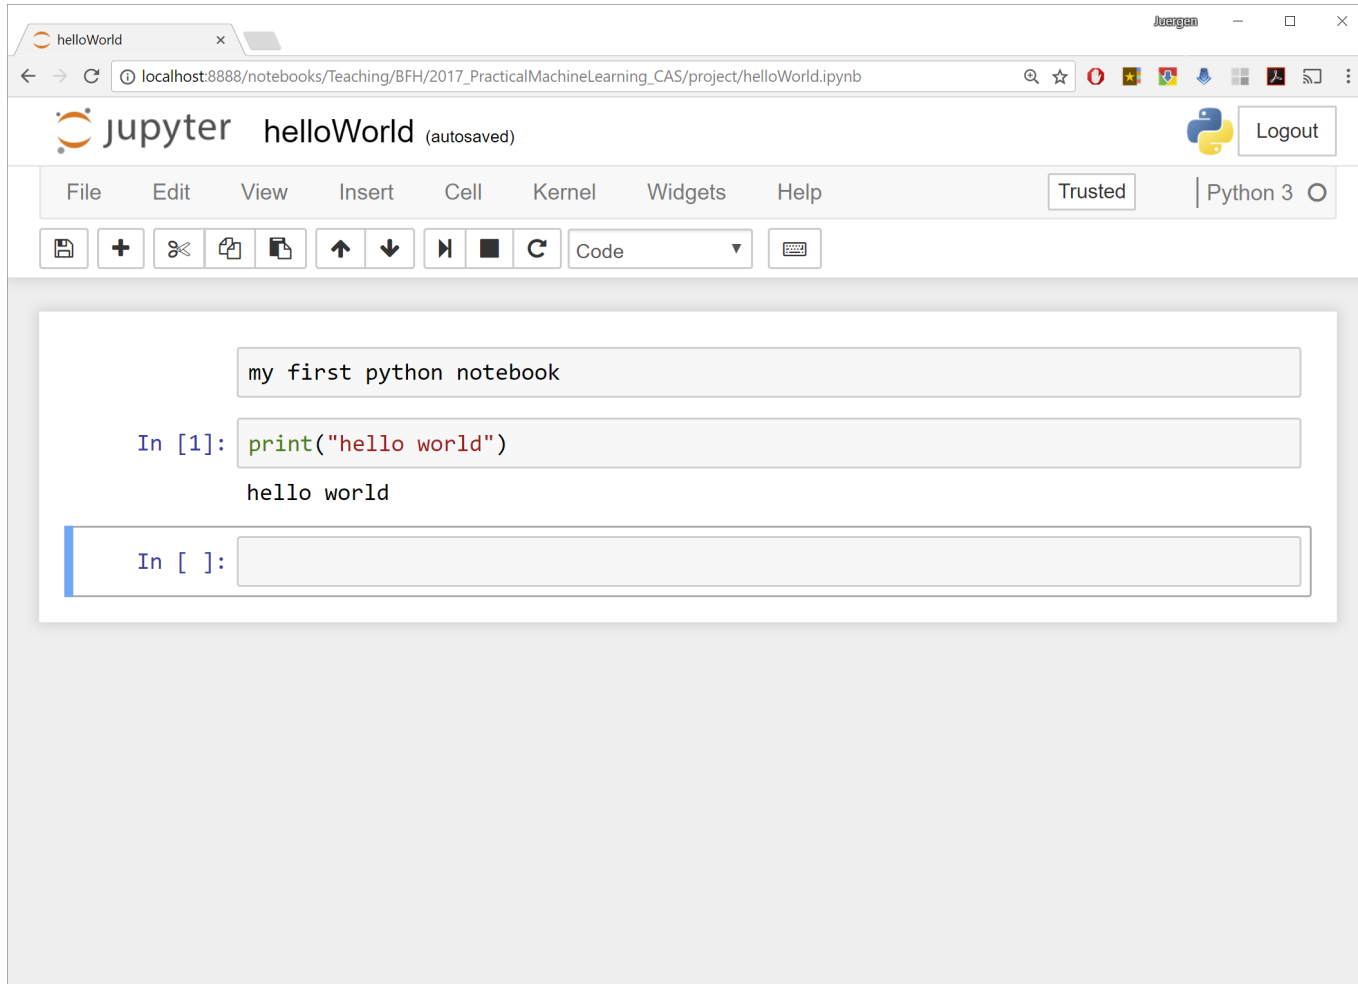 Juergen
helloWorld
localhost:8888/notebooks/Teaching/BFH/2017_PracticalMachineLearning_CAS/project/helloWorld.ipynb
jupyter helloWorld (autosaved) Logout
File Edit View Insert Cell Kernel Widgets Help Trusted Python 3
Code
my first python notebook
In [1]: print("hello world")
hello world
In [ ]: